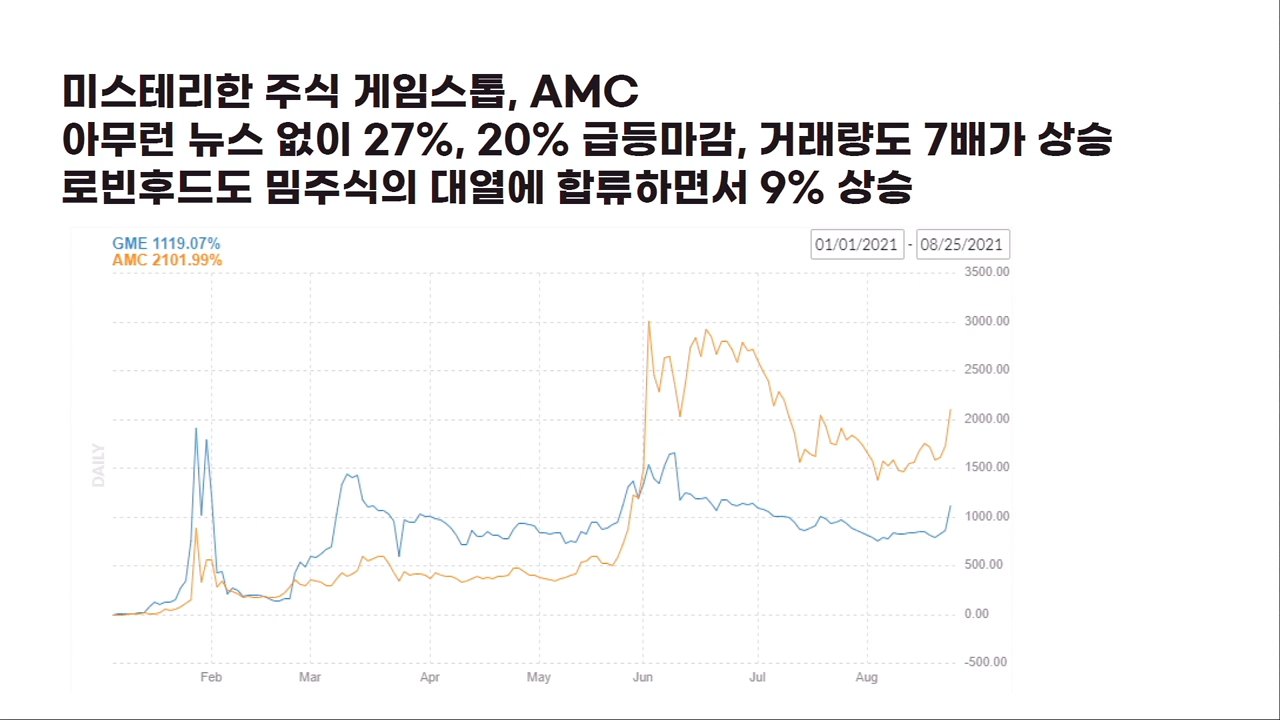 미스테리한 주식 게임스톱, AMC
아무런 뉴스 없이 27%, 20% 급등마감, 거래량도 7배가 상승
로빈후드도 밈주식의 대열에 합류하면서 9% 상승
GME 1119.07%
AMC 2101.99%
01/01/2021 - 08/25/2021
3500.00
3000.00
2500.00
2000.00
1500.00
1000.00
500.00
0.00
-500.00
DAILY
Feb Mar Apr May Jun Jul Aug